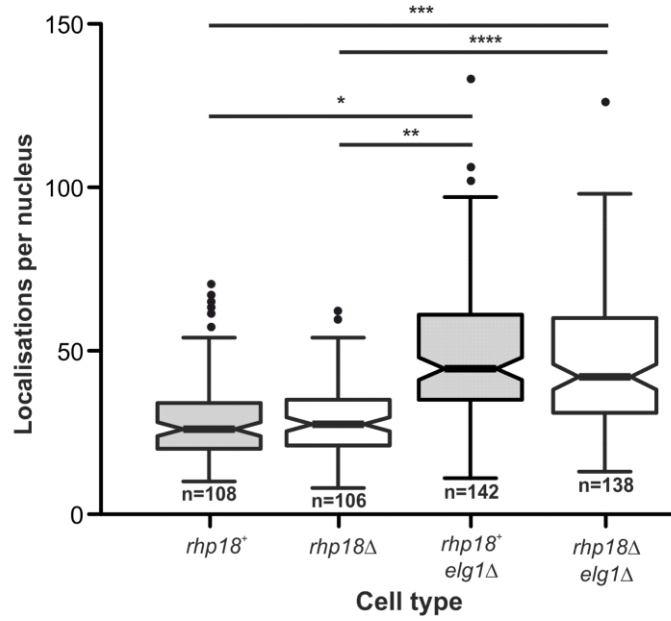 150
***
****
*
**
100
Localisations per nucleus
50
n=108
n=106
n=142
n=138
0
rhp18⁺
rhp18Δ
rhp18⁺
elg1Δ
rhp18Δ
elg1Δ
Cell type